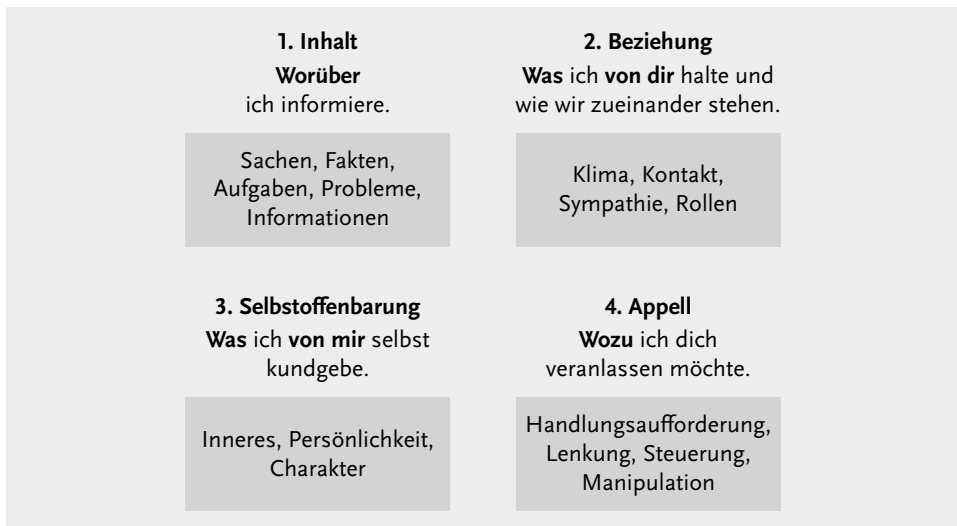 1. Inhalt
Worüber
ich informiere.
Sachen, Fakten,
Aufgaben, Probleme,
Informationen
2. Beziehung
Was ich von dir halte und
wie wir zueinander stehen.
Klima, Kontakt,
Sympathie, Rollen
3. Selbstoffenbarung
Was ich von mir selbst
kundgebe.
Inneres, Persönlichkeit,
Charakter
4. Appell
Wozu ich dich
veranlassen möchte.
Handlungsaufforderung,
Lenkung, Steuerung,
Manipulation